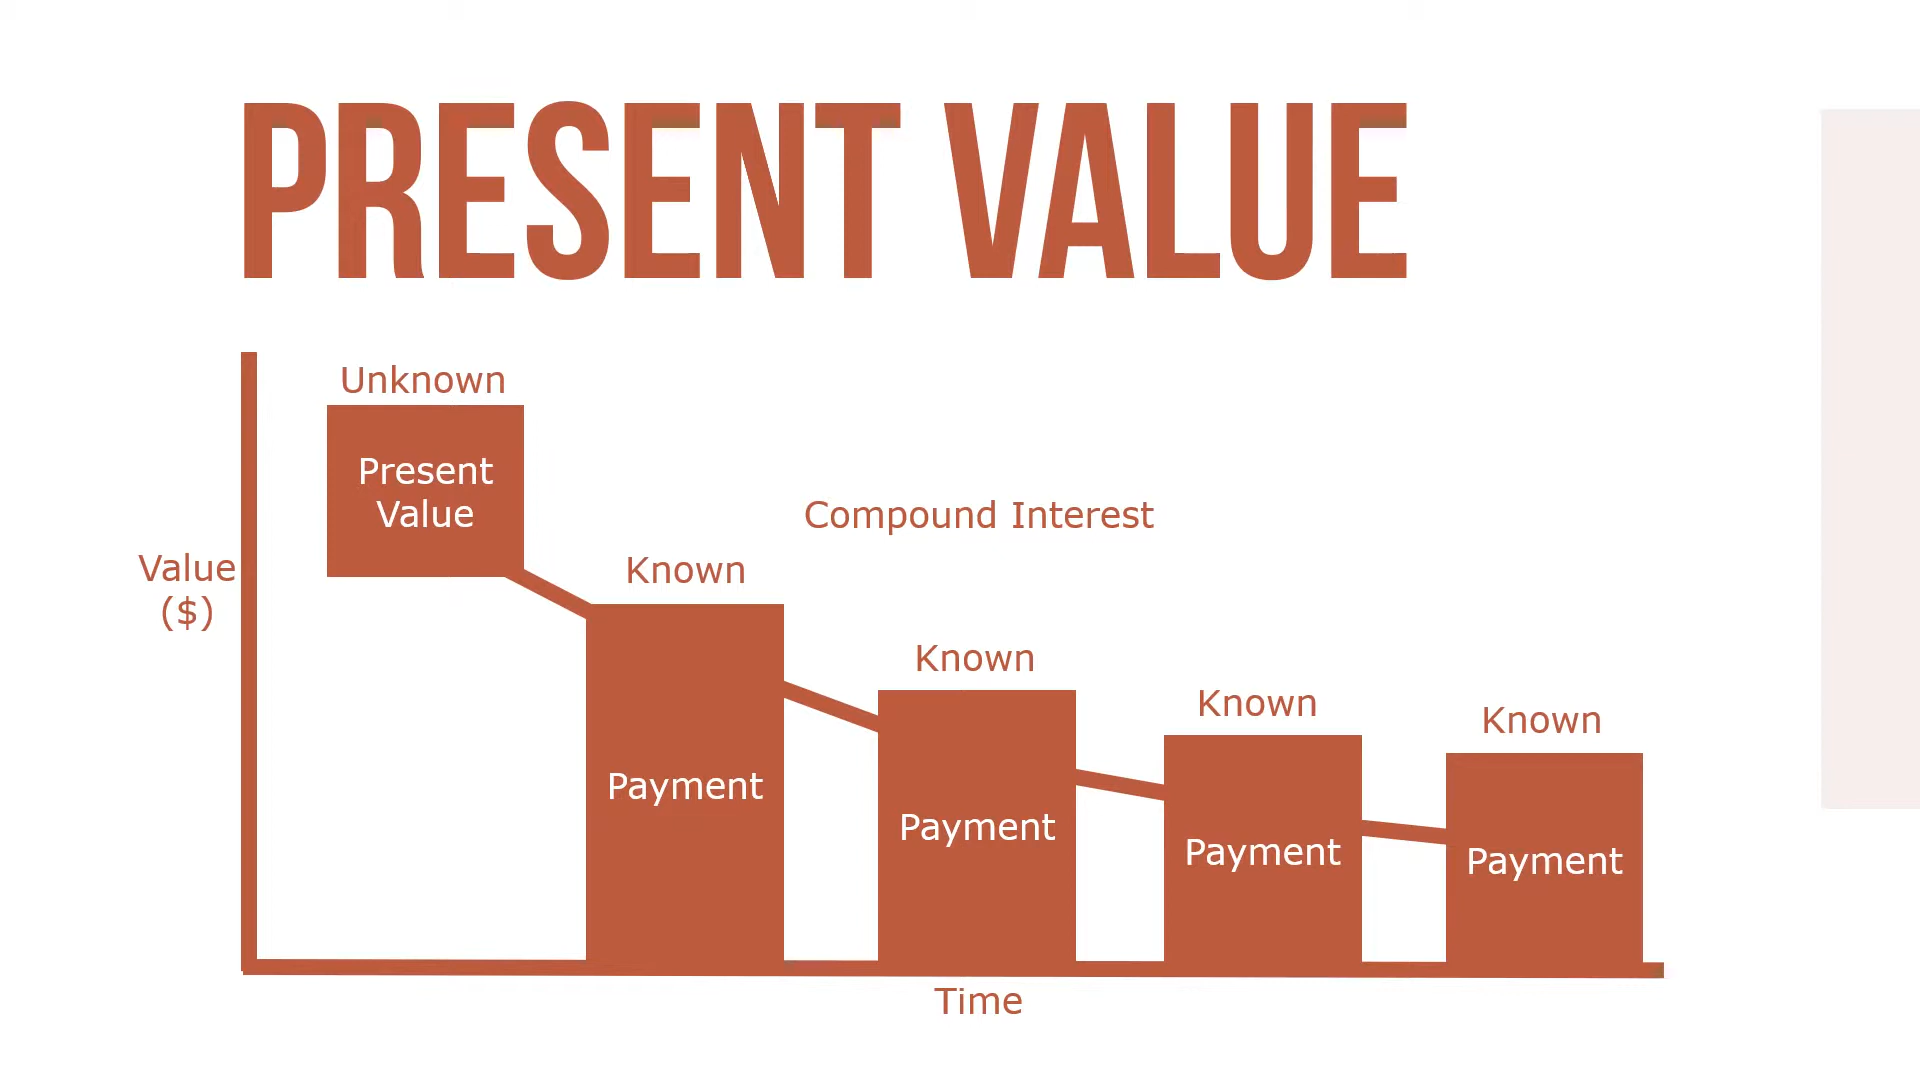 PRESENT VALUE
Unknown
Present
Value
Compound Interest
Value
($)
Known
Known
Known
Known
Payment
Payment
Payment
Payment
Time